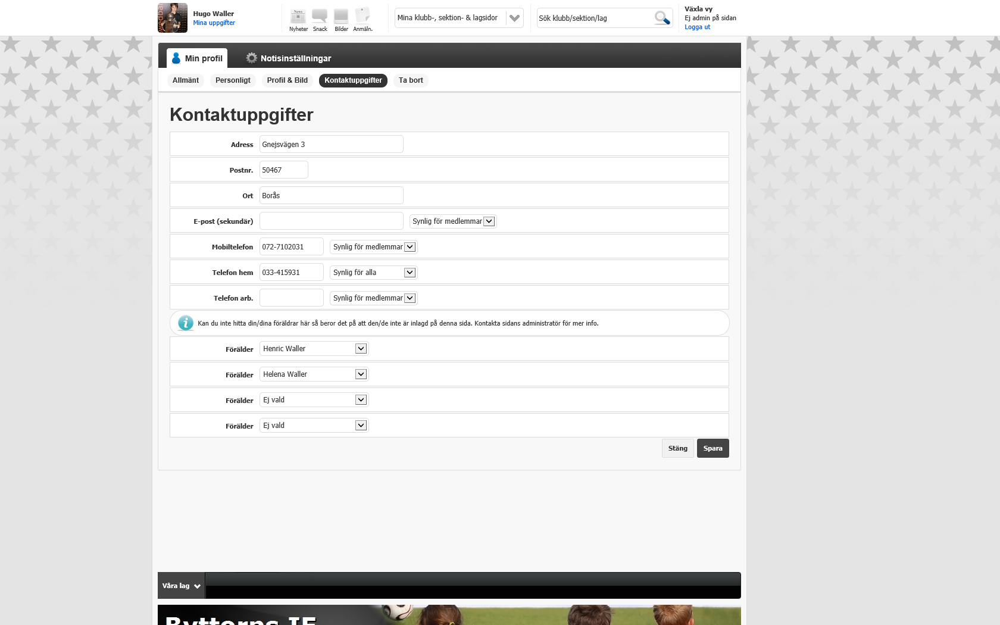 Hugo Waller
Mina uppgifter
Nyheter
Snack
Bilder
Anmäln.
Mina klubb-, sektion- & lagsidor
Sök klubb/sektion/lag
Växla vy
Ej admin på sidan
Logga ut
Min profil
Notisinställningar
Allmänt
Personligt
Profil & Bild
Kontaktuppgifter
Ta bort
Kontaktuppgifter
Adress Gnejsvägen 3
Postnr. 50467
Ort Borås
E-post (sekundär) Synlig för medlemmar
Mobiltelefon 072-7102031 Synlig för medlemmar
Telefon hem 033-415931 Synlig för alla
Telefon arb. Synlig för medlemmar
Kan du inte hitta din/dina föräldrar här så beror det på att den/de inte är inlagd på denna sida. Kontakta sidans administratör för mer info.
Förälder Henric Waller
Förälder Helena Waller
Förälder Ej vald
Förälder Ej vald
Stäng
Spara
Våra lag
Byttorps IF